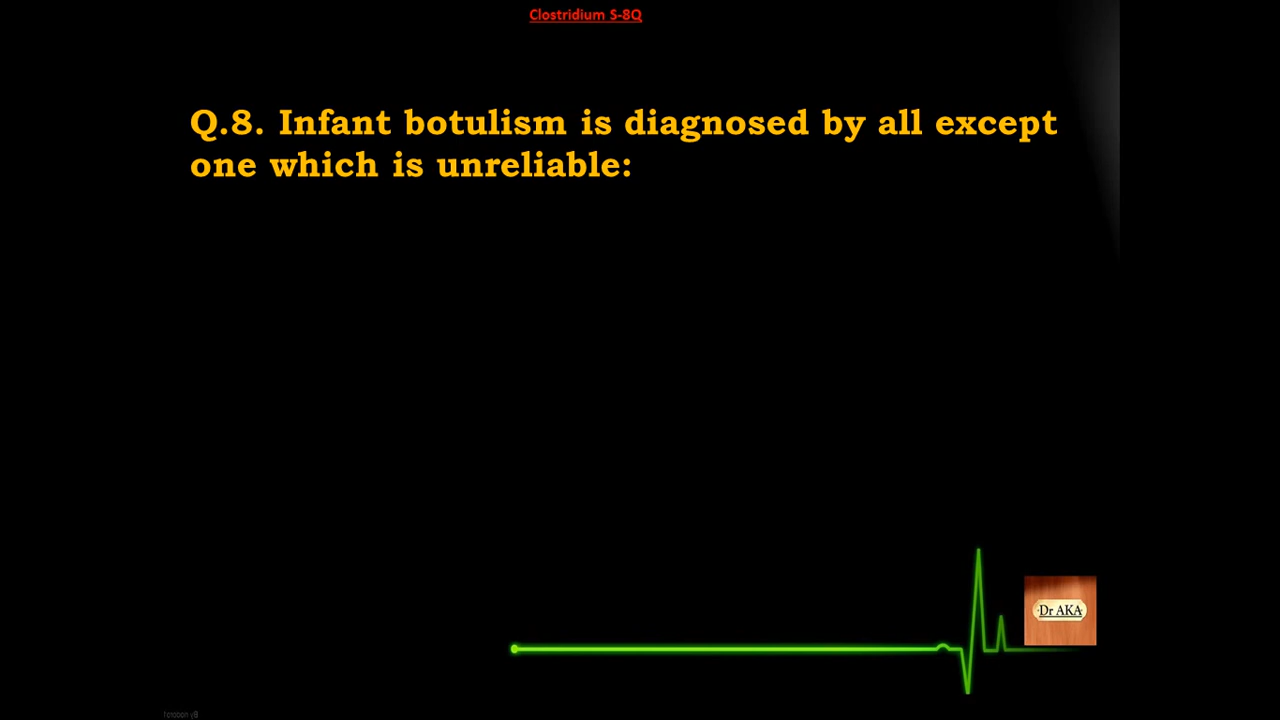 Clostridium S-8Q
Q.8. Infant botulism is diagnosed by all except
one which is unreliable:
Dr AKA